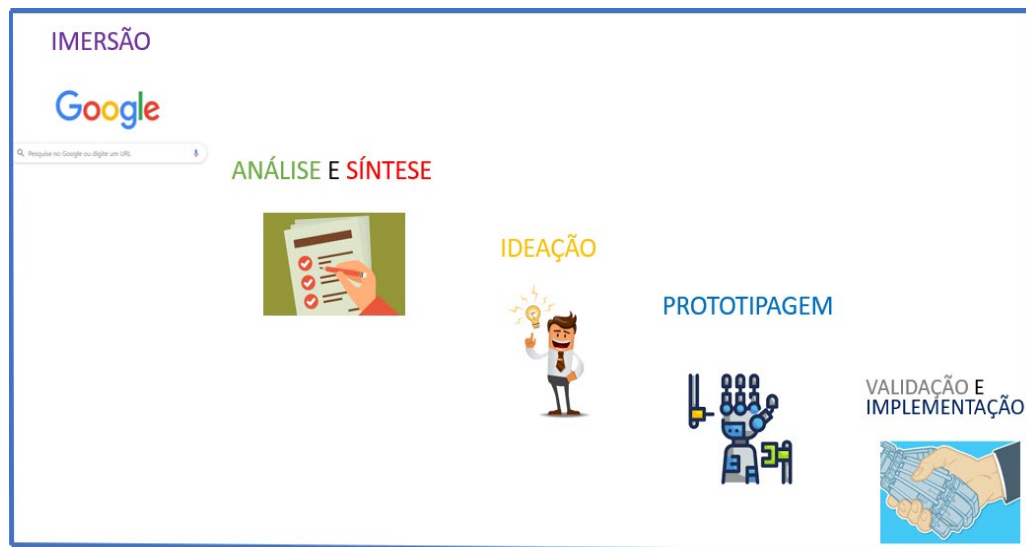 IMERSÃO
Google
Pesquise no Google ou digite um URL
ANÁLISE E SÍNTESE
IDEAÇÃO
PROTOTIPAGEM
VALIDAÇÃO E
IMPLEMENTAÇÃO